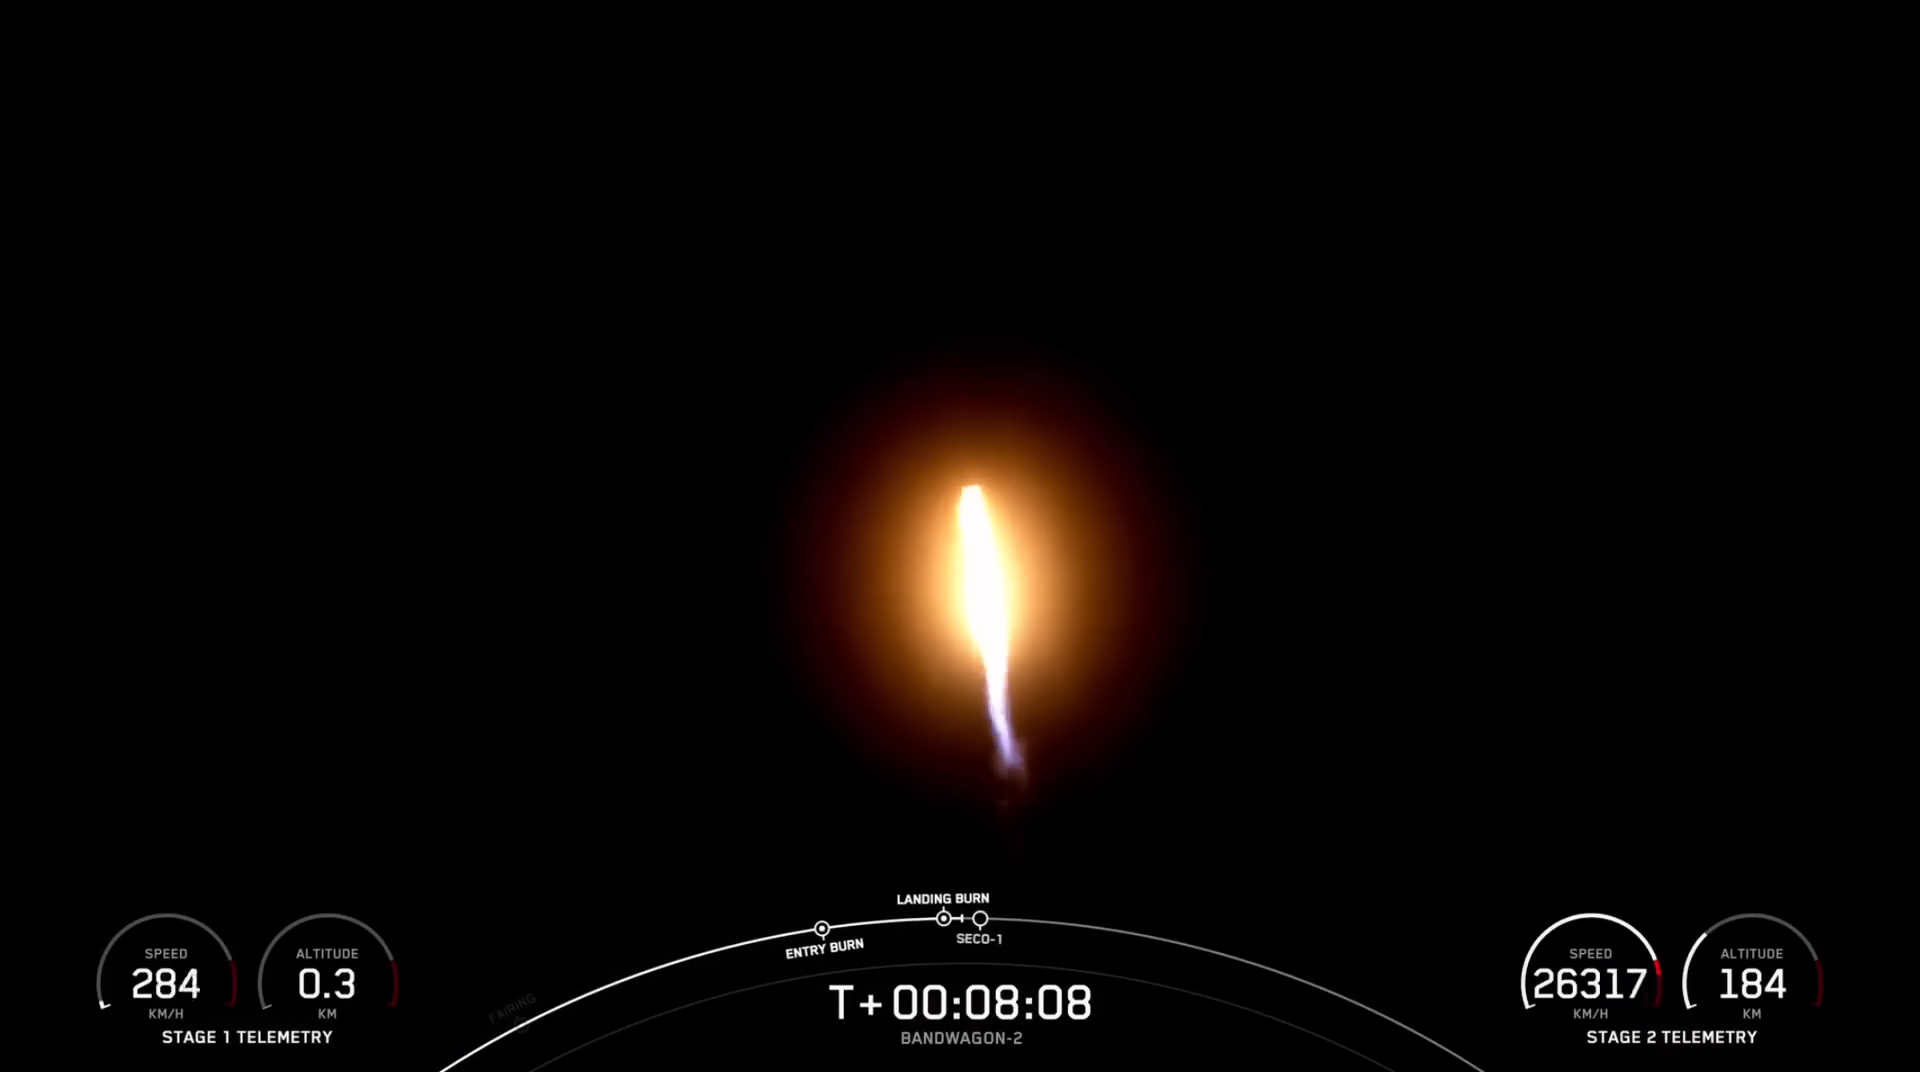 LANDING BURN
ENTRY BURN
SECO-1
FAIRING
SPEED
284
KM/H
ALTITUDE
0.3
KM
STAGE 1 TELEMETRY
T+00:08:08
BANDWAGON-2
SPEED
26317
KM/H
ALTITUDE
184
KM
STAGE 2 TELEMETRY